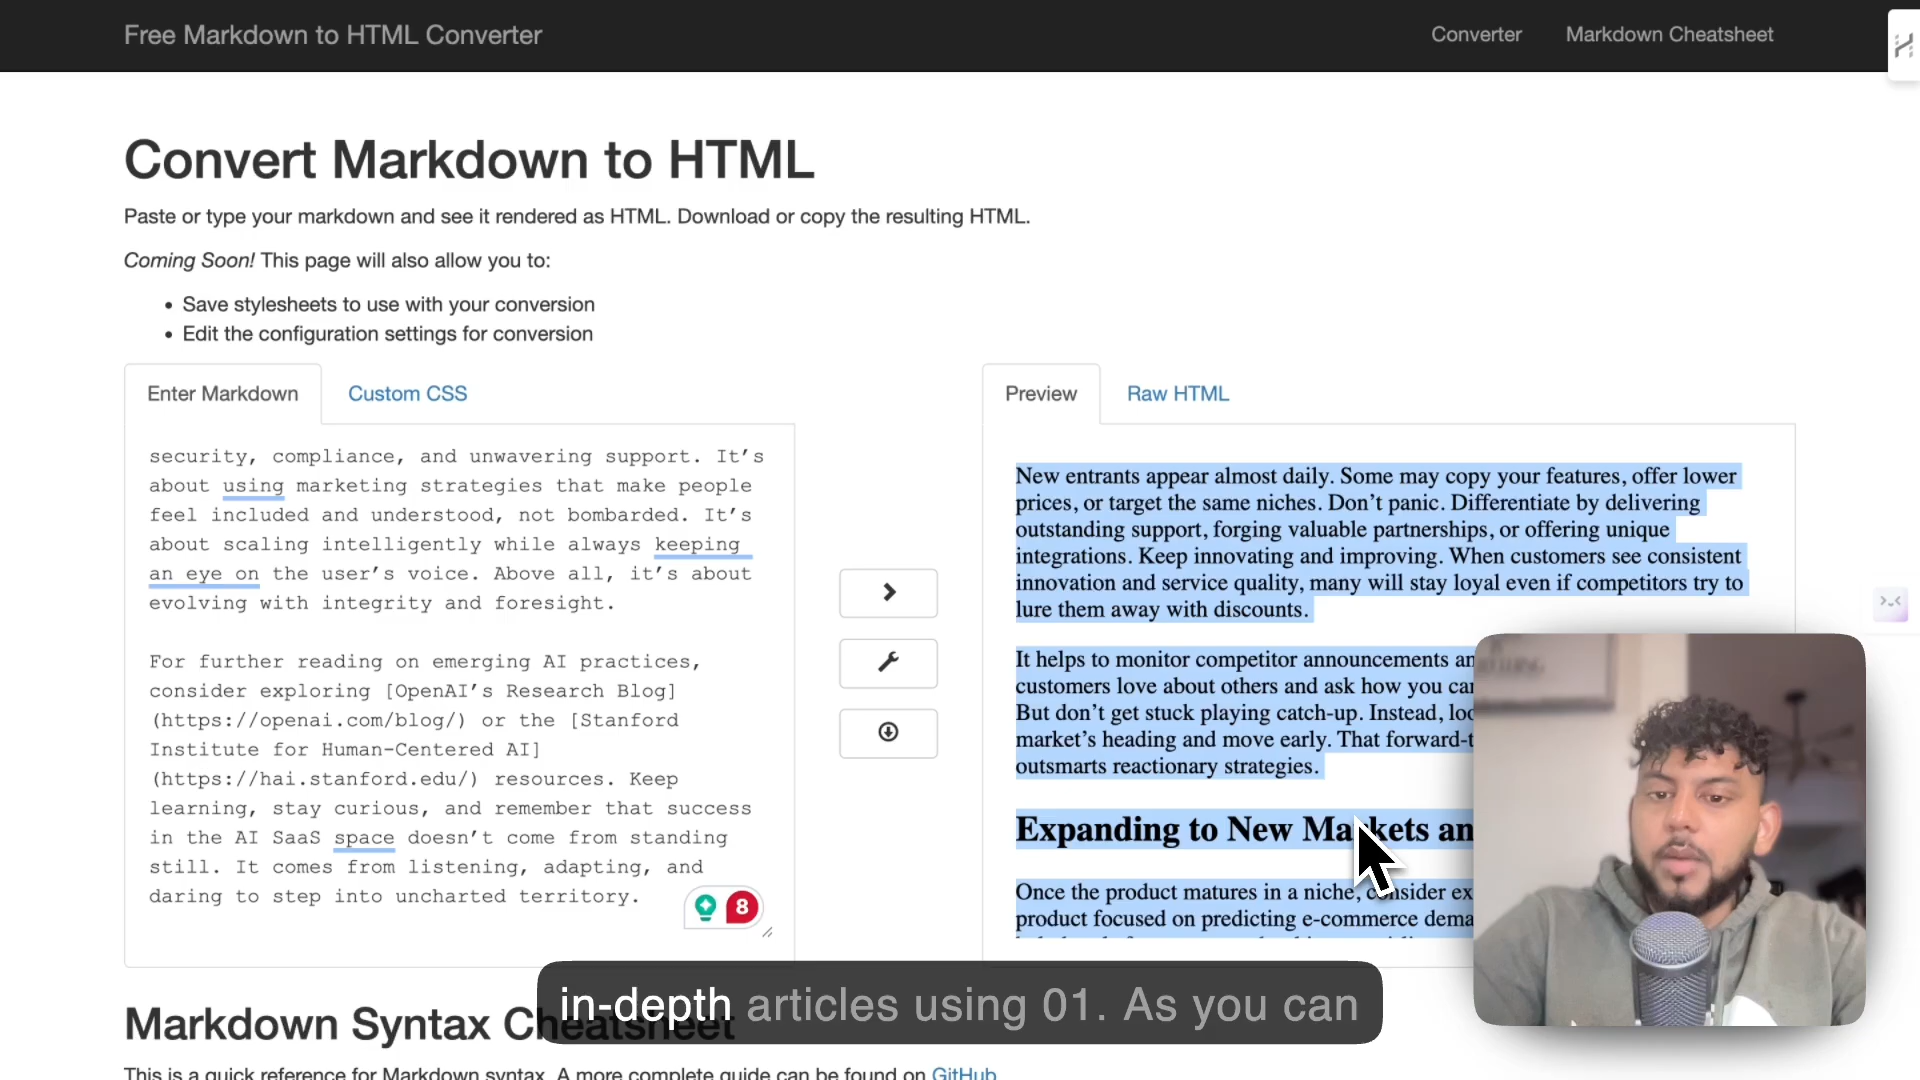 Free Markdown to HTML Converter
Converter
Markdown Cheatsheet
Convert Markdown to HTML
Paste or type your markdown and see it rendered as HTML. Download or copy the resulting HTML.
Coming Soon! This page will also allow you to:
• Save stylesheets to use with your conversion
• Edit the configuration settings for conversion
Enter Markdown
Custom CSS
security, compliance, and unwavering support. It’s
about using marketing strategies that make people
feel included and understood, not bombarded. It’s
about scaling intelligently while always keeping
an eye on the user’s voice. Above all, it’s about
evolving with integrity and foresight.
For further reading on emerging AI practices,
consider exploring [OpenAI’s Research Blog]
(https://openai.com/blog/) or the [Stanford
Institute for Human-Centered AI]
(https://hai.stanford.edu/) resources. Keep
learning, stay curious, and remember that success
in the AI SaaS space doesn’t come from standing
still. It comes from listening, adapting, and
daring to step into uncharted territory.
8
Preview
Raw HTML
New entrants appear almost daily. Some may copy your features, offer lower
prices, or target the same niches. Don’t panic. Differentiate by delivering
outstanding support, forging valuable partnerships, or offering unique
integrations. Keep innovating and improving. When customers see consistent
innovation and service quality, many will stay loyal even if competitors try to
lure them away with discounts.
It helps to monitor competitor announcements
customers love about others and ask how you
But don’t get stuck playing catch-up. Instead,
market’s heading and move early. That
outsmarts reactionary strategies.
Expanding to New Markets
Once the product matures in a niche, consider
product focused on predicting e-commerce
in-depth articles using 01. As you can
Markdown Syntax Cheatsheet
This is a quick reference for Markdown syntax. A more complete guide can be found on GitHub